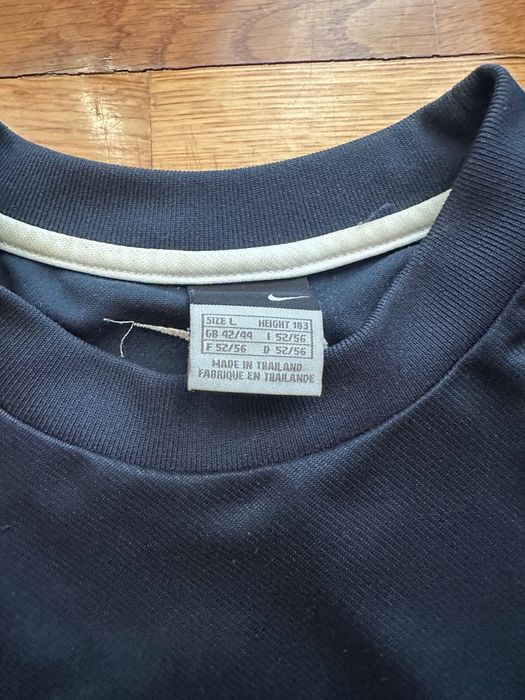 SIZE L HEIGHT 183
GB 42/44 I 52/56
F 52/56 D 52/56
MADE IN THAILAND
FABRIQUE EN THAILANDE